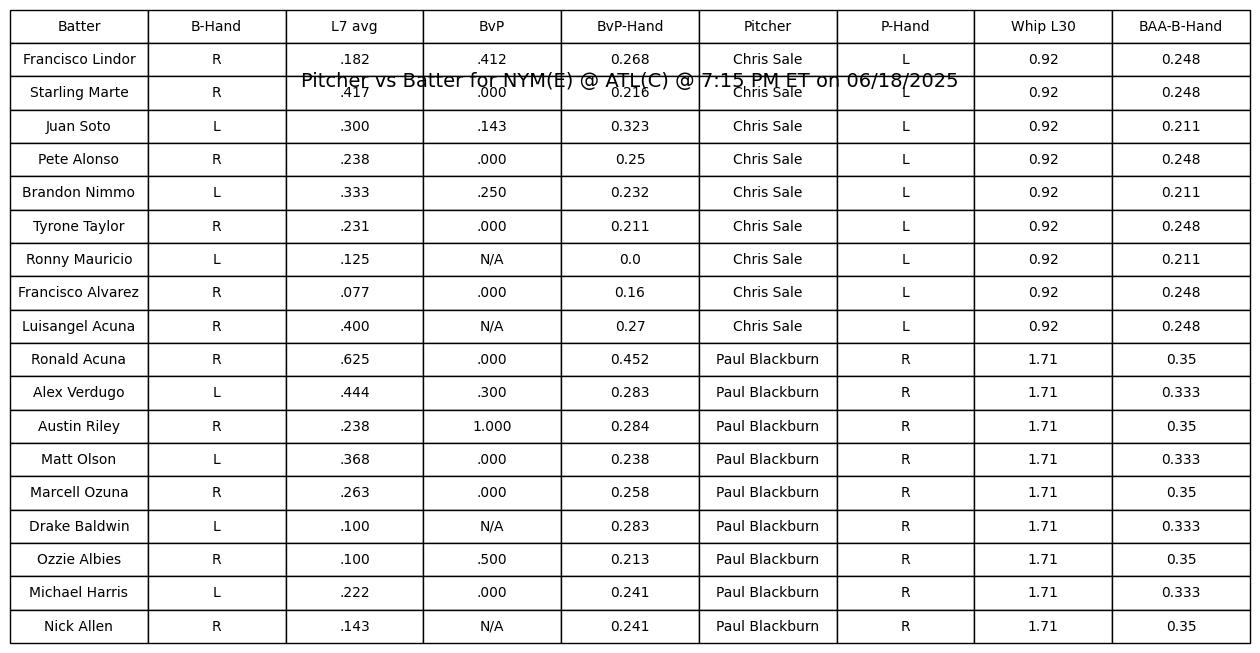 Batter B-Hand L7 avg BvP BvP-Hand Pitcher P-Hand Whip L30 BAA-B-Hand
Francisco Lindor R .182 .412 0.268 Chris Sale L 0.92 0.248
Pitcher vs Batter for NYM(E) @ ATL(C) @ 7:15 PM ET on 06/18/2025
Starling Marte R .417 .000 0.216 Chris Sale L 0.92 0.248
Juan Soto L .300 .143 0.323 Chris Sale L 0.92 0.211
Pete Alonso R .238 .000 0.25 Chris Sale L 0.92 0.248
Brandon Nimmo L .333 .250 0.232 Chris Sale L 0.92 0.211
Tyrone Taylor R .231 .000 0.211 Chris Sale L 0.92 0.248
Ronny Mauricio L .125 N/A 0.0 Chris Sale L 0.92 0.211
Francisco Alvarez R .077 .000 0.16 Chris Sale L 0.92 0.248
Luisangel Acuna R .400 N/A 0.27 Chris Sale L 0.92 0.248
Ronald Acuna R .625 .000 0.452 Paul Blackburn R 1.71 0.35
Alex Verdugo L .444 .300 0.283 Paul Blackburn R 1.71 0.333
Austin Riley R .238 1.000 0.284 Paul Blackburn R 1.71 0.35
Matt Olson L .368 .000 0.238 Paul Blackburn R 1.71 0.333
Marcell Ozuna R .263 .000 0.258 Paul Blackburn R 1.71 0.35
Drake Baldwin L .100 N/A 0.283 Paul Blackburn R 1.71 0.333
Ozzie Albies R .100 .500 0.213 Paul Blackburn R 1.71 0.35
Michael Harris L .222 .000 0.241 Paul Blackburn R 1.71 0.333
Nick Allen R .143 N/A 0.241 Paul Blackburn R 1.71 0.35